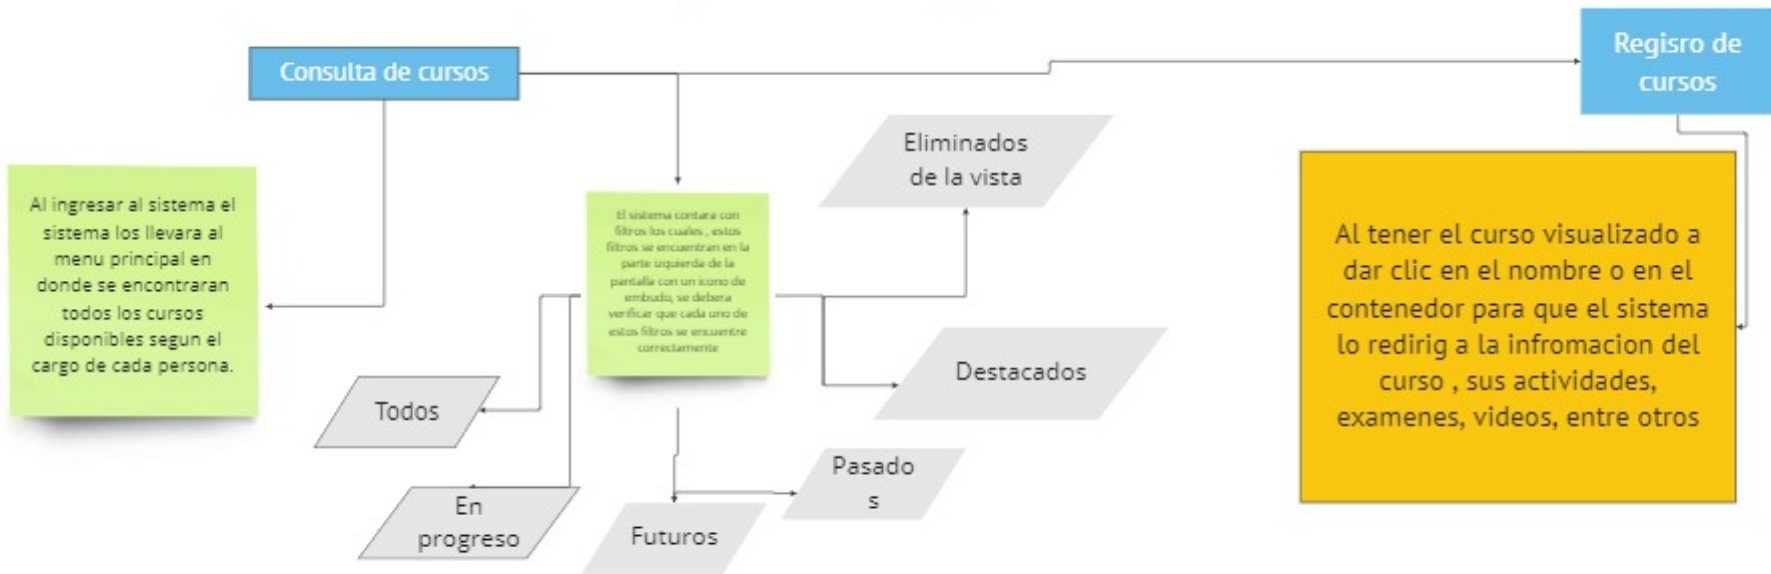 Consulta de cursos
Regisro de
cursos
Al ingresar al sistema el
sistema los llevara al
menu principal en
donde se encontraran
todos los cursos
disponibles segun el
cargo de cada persona.
El sistema contara con
filtros los cuales , estos
filtros se encuentran en la
parte izquierda de la
pantalla con un icono de
embudo, se debera
verificar que cada uno de
estos filtros se encuentre
correctamente
Eliminados
de la vista
Destacados
Todos
En
progreso
Futuros
Pasado
s
Al tener el curso visualizado a
dar clic en el nombre o en el
contenedor para que el sistema
lo redirig a la infromacion del
curso , sus actividades,
examenes, videos, entre otros